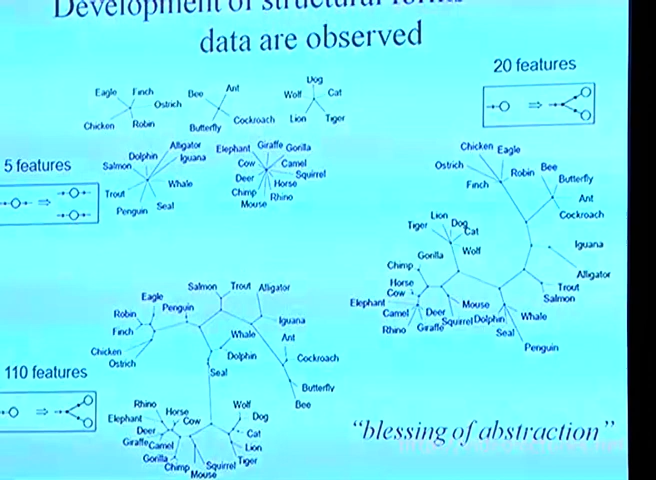 Development of structural forms
data are observed
20 features
Eagle Finch Ostrich Chicken Robin
Bee Ant Cockroach Butterfly
Dog Wolf Cat Lion Tiger
5 features
Salmon Dolphin Alligator Iguana Trout Whale Penguin Seal
Elephant Giraffe Gorilla Cow Camel Squirrel Deer Horse Chimp Rhino Mouse
Chicken Eagle
Ostrich Robin Bee
Finch Butterfly
Ant
Cockroach
Lion Dog
Tiger Cat
Wolf Iguana
Gorilla
Chimp Alligator
Horse Trout
Cow Salmon
Elephant Mouse
Camel Deer Squirrel Dolphin Whale
Rhino Giraffe Seal
Penguin
Salmon Trout Alligator
Eagle
Robin Penguin
Finch Iguana
Whale Ant
Chicken Dolphin Cockroach
Ostrich
110 features Seal
Butterfly
Bee
Rhino Horse Wolf
Elephant Cow Dog
Deer Cat
Giraffe Camel Lion
Gorilla Chimp Squirrel Tiger
Mouse
"blessing of abstraction"